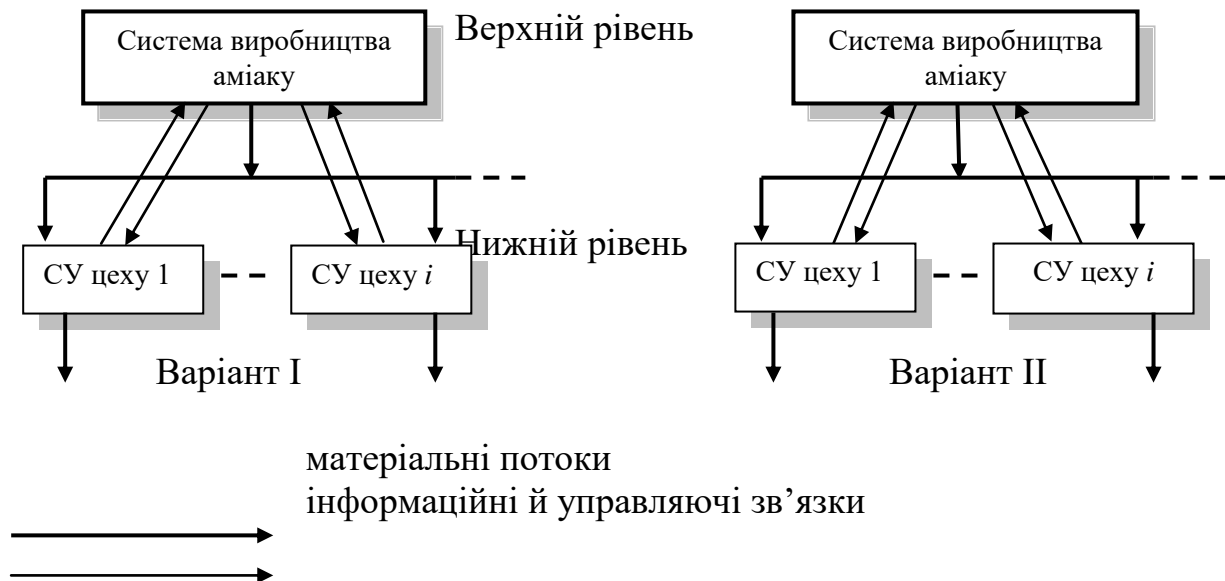 Система виробництва
аміаку
Верхній рівень
Система виробництва
аміаку
Нижній рівень
СУ цеху 1
СУ цеху i
СУ цеху 1
СУ цеху i
Варіант I
Варіант II
матеріальні потоки
інформаційні й управляючі зв’язки